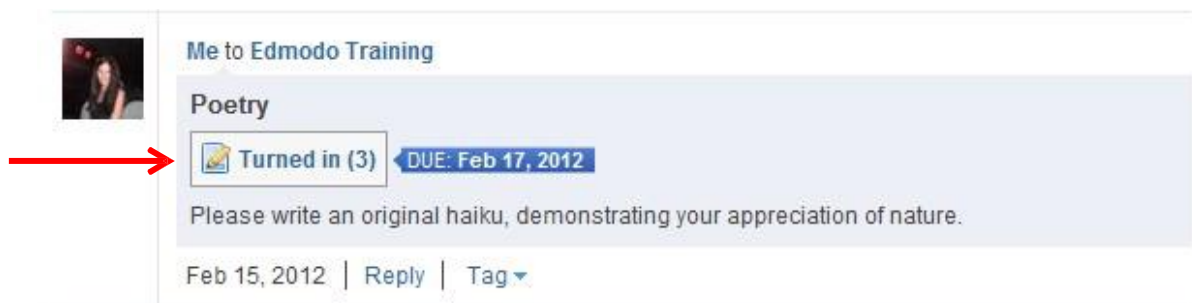 Me to Edmodo Training
Poetry
Turned in (3) DUE: Feb 17, 2012
Please write an original haiku, demonstrating your appreciation of nature.
Feb 15, 2012 | Reply | Tag